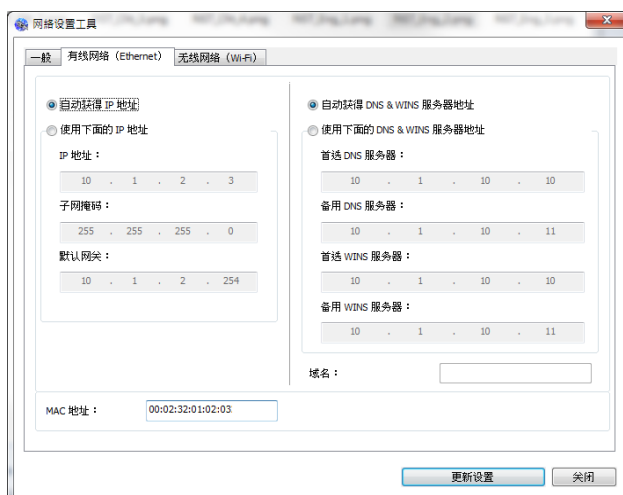 网络设置工具
一般 有线网络（Ethernet） 无线网络（Wi-Fi）
自动获得 IP 地址
使用下面的 IP 地址
IP 地址：
10 . 1 . 2 . 3
子网掩码：
255 . 255 . 255 . 0
默认网关：
10 . 1 . 2 . 254
自动获得 DNS & WINS 服务器地址
使用下面的 DNS & WINS 服务器地址
首选 DNS 服务器：
10 . 1 . 10 . 10
备用 DNS 服务器：
10 . 1 . 10 . 11
首选 WINS 服务器：
10 . 1 . 10 . 10
备用 WINS 服务器：
10 . 1 . 10 . 11
域名：
MAC 地址： 00:02:32:01:02:03
更新设置 关闭